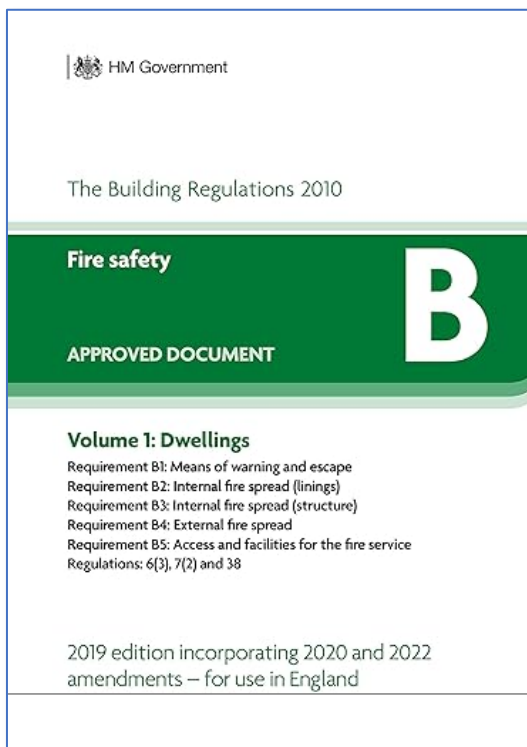 HM Government
The Building Regulations 2010
Fire safety
B
APPROVED DOCUMENT
Volume 1: Dwellings
Requirement B1: Means of warning and escape
Requirement B2: Internal fire spread (linings)
Requirement B3: Internal fire spread (structure)
Requirement B4: External fire spread
Requirement B5: Access and facilities for the fire service
Regulations: 6(3), 7(2) and 38
2019 edition incorporating 2020 and 2022
amendments – for use in England